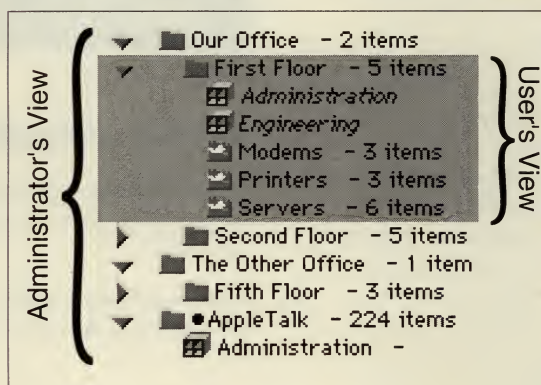 Administrator's View
Our Office - 2 items
First Floor - 5 items
Administration
Engineering
Modems - 3 items
Printers - 3 items
Servers - 6 items
Second Floor - 5 items
The Other Office - 1 item
Fifth Floor - 3 items
•AppleTalk - 224 items
Administration -
User's View